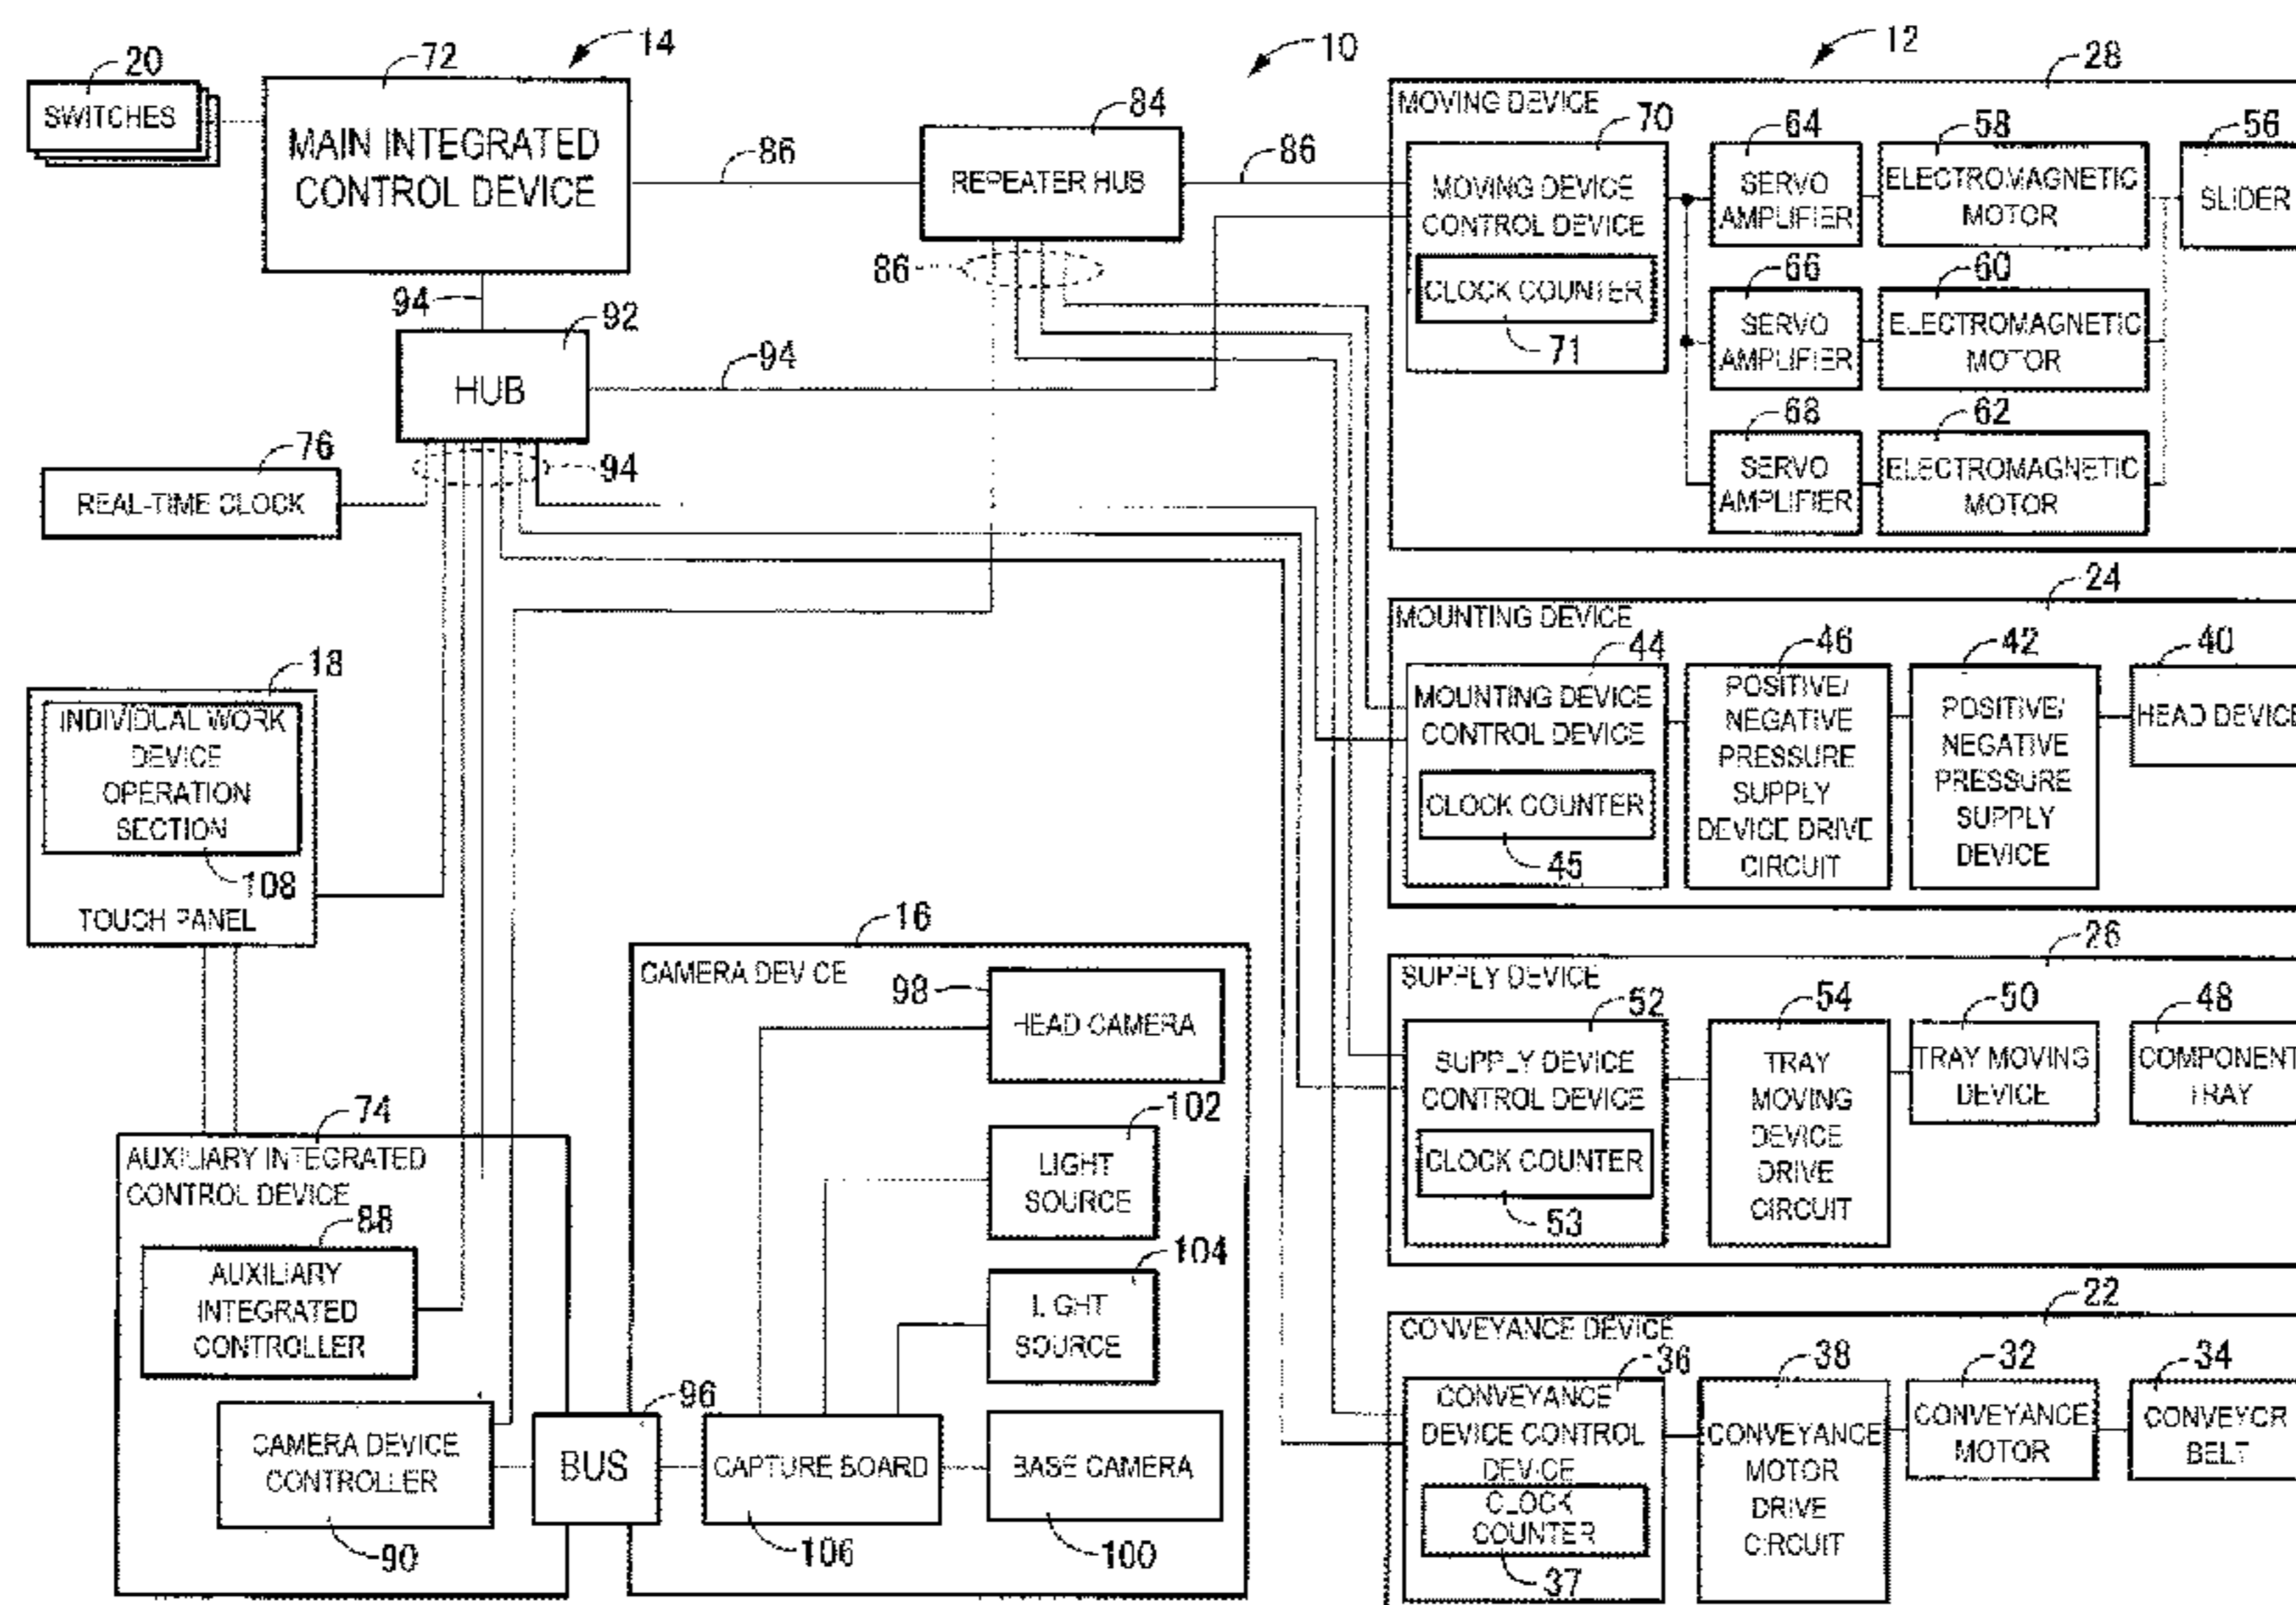 14
10
12
20
SWITCHES
72
MAIN INTEGRATED
CONTROL DEVICE
86
84
REPEATER HUB
86
86
94
92
HUB
94
94
76
REAL-TIME CLOCK
28
MOVING DEVICE
70
MOVING DEVICE
CONTROL DEVICE
CLOCK COUNTER
71
64
SERVO
AMPLIFIER
58
ELECTROMAGNETIC
MOTOR
56
SLIDER
66
SERVO
AMPLIFIER
60
ELECTROMAGNETIC
MOTOR
68
SERVO
AMPLIFIER
62
ELECTROMAGNETIC
MOTOR
24
MOUNTING DEVICE
44
MOUNTING DEVICE
CONTROL DEVICE
CLOCK COUNTER
45
46
POSITIVE/
NEGATIVE
PRESSURE
SUPPLY
DEVICE DRIVE
CIRCUIT
42
POSITIVE/
NEGATIVE
PRESSURE
SUPPLY
DEVICE
40
HEAD DEVICE
18
INDIVIDUAL WORK
DEVICE
OPERATION
SECTION
108
TOUCH PANEL
26
SUPPLY DEVICE
52
SUPPLY DEVICE
CONTROL DEVICE
CLOCK COUNTER
53
54
TRAY
MOVING
DEVICE
DRIVE
CIRCUIT
50
TRAY MOVING
DEVICE
48
COMPONENT
TRAY
16
CAMERA DEVICE
98
HEAD CAMERA
102
LIGHT
SOURCE
104
LIGHT
SOURCE
74
AUXILIARY INTEGRATED
CONTROL DEVICE
88
AUXILIARY
INTEGRATED
CONTROLLER
CAMERA DEVICE
CONTROLLER
90
96
BUS
CAPTURE BOARD
106
BASE CAMERA
100
22
CONVEYANCE DEVICE
36
CONVEYANCE
DEVICE CONTROL
DEVICE
CLOCK
COUNTER
37
38
CONVEYANCE
MOTOR
DRIVE
CIRCUIT
32
CONVEYANCE
MOTOR
34
CONVEYOR
BELT